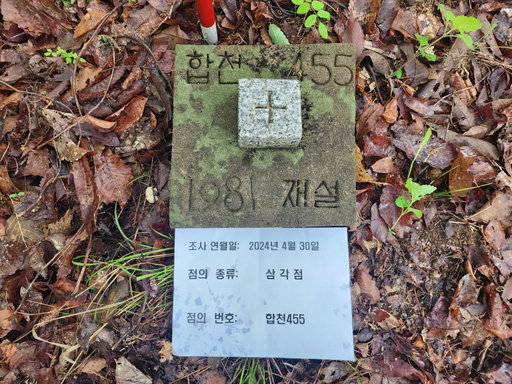 합천 455
1981 재설
조사 연월일: 2024년 4월 30일
점의 종류: 삼 각 점
점의 번호: 합천455